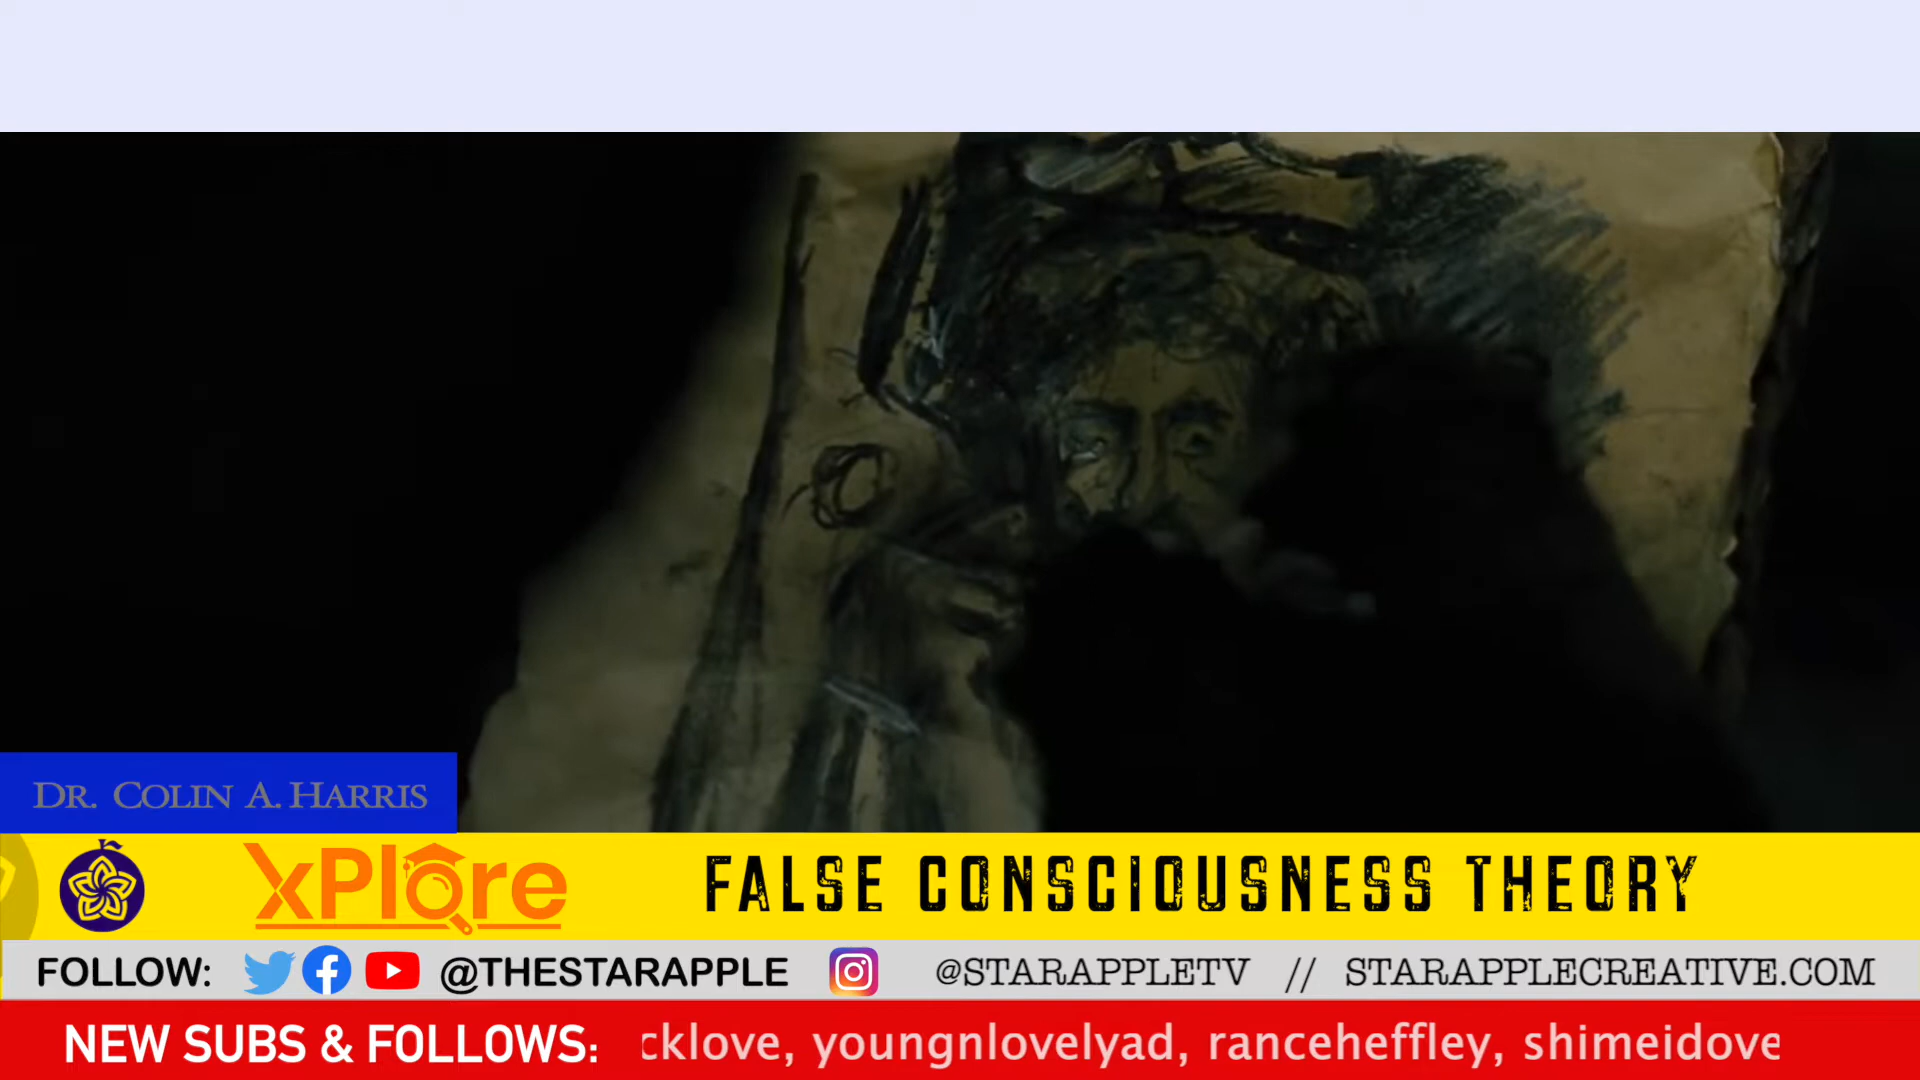 DR. COLIN A. HARRIS
xPlore
FALSE CONSCIOUSNESS THEORY
FOLLOW: @THESTARAPPLE @STARAPPLETV // STARAPPLECREATIVE.COM
NEW SUBS & FOLLOWS: cklove, youngnlovelyad, ranceheffley, shimeidove